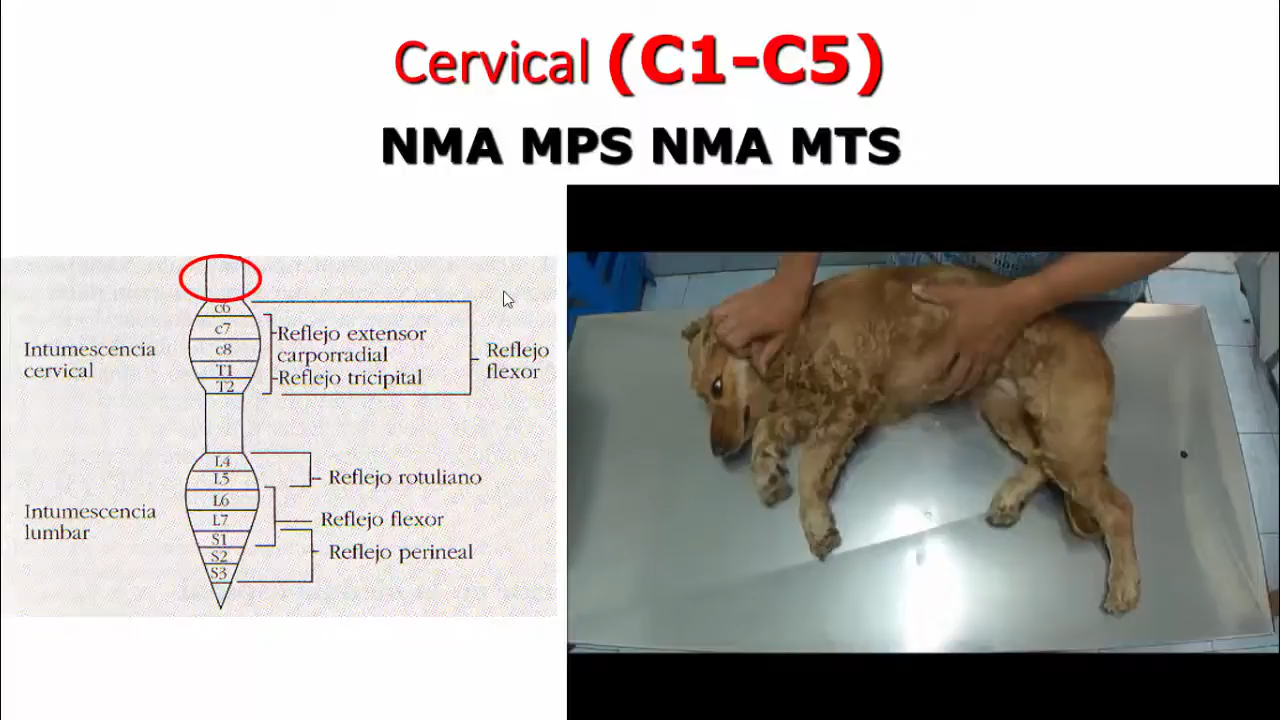 Cervical (C1-C5)
NMA MPS NMA MTS
c6
c7
c8
T1
T2
Intumescencia
cervical
Reflejo extensor
carporradial
Reflejo tricipital
Reflejo
flexor
L4
L5
L6
L7
S1
S2
S3
Intumescencia
lumbar
Reflejo rotuliano
Reflejo flexor
Reflejo perineal